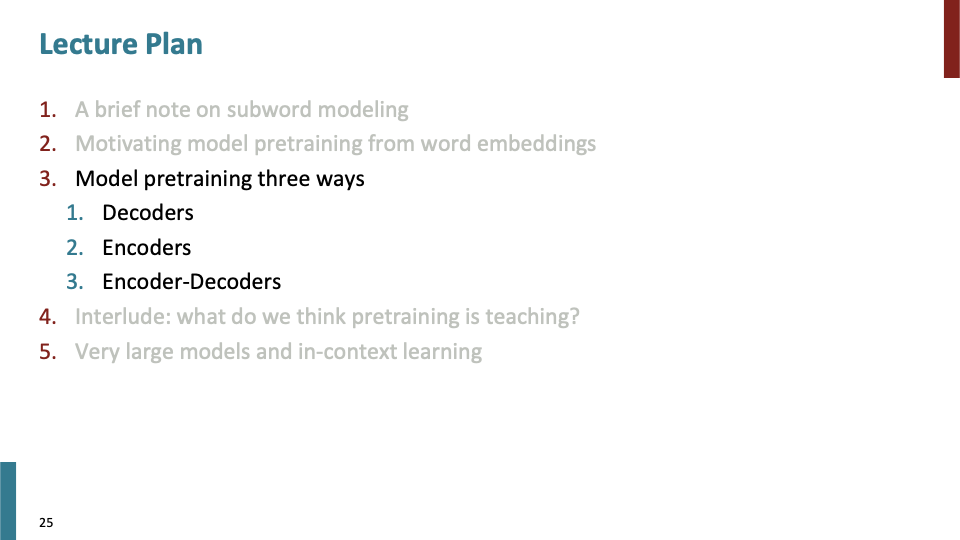 Lecture Plan
1. A brief note on subword modeling
2. Motivating model pretraining from word embeddings
3. Model pretraining three ways
1. Decoders
2. Encoders
3. Encoder-Decoders
4. Interlude: what do we think pretraining is teaching?
5. Very large models and in-context learning
25